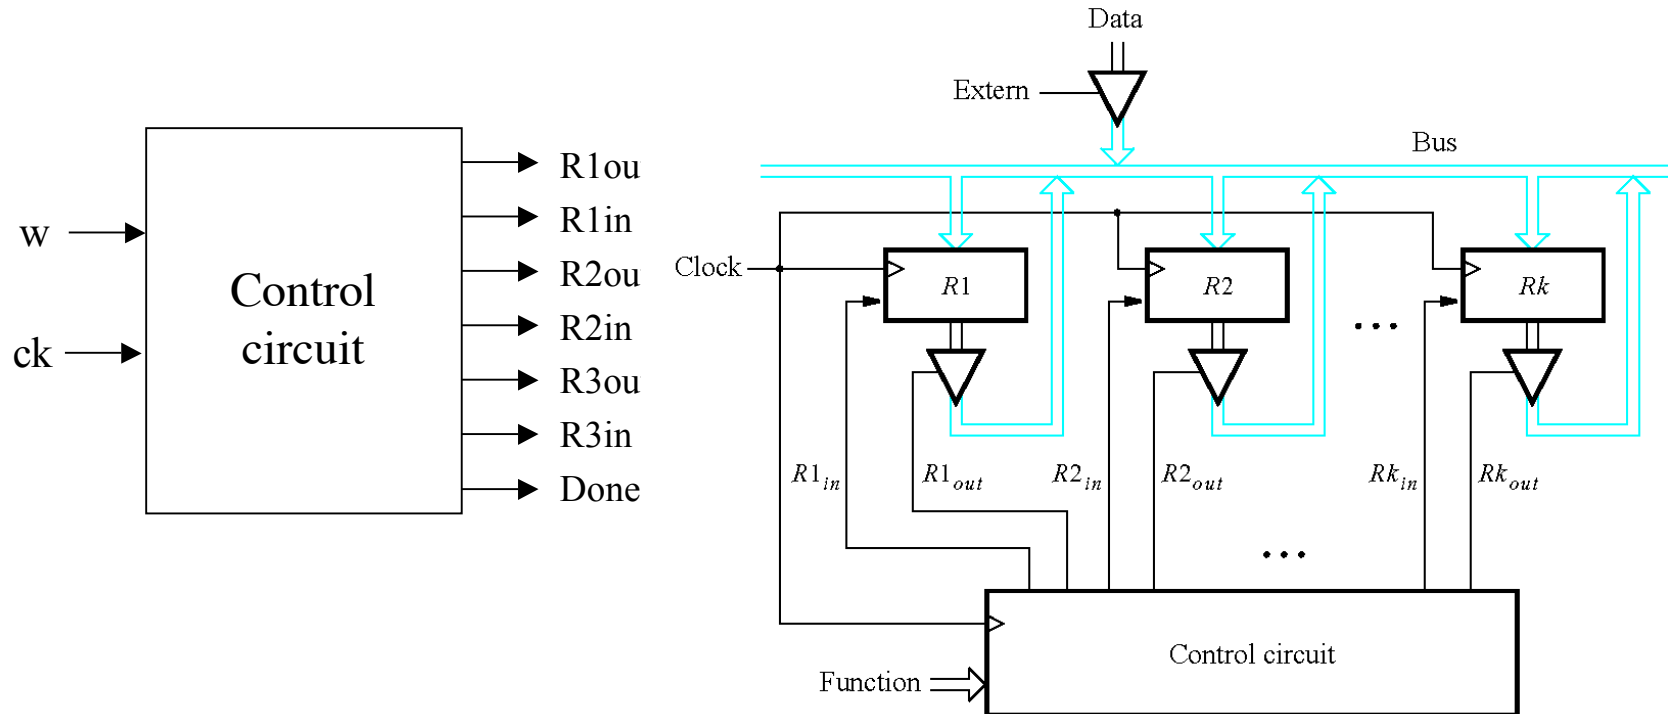 w
ck
Control
circuit
R1ou
R1in
R2ou
R2in
R3ou
R3in
Done
Data
Extern
Bus
Clock
R1
R2
Rk
...
R1in
R1out
R2in
R2out
Rkin
Rkout
...
Control circuit
Function